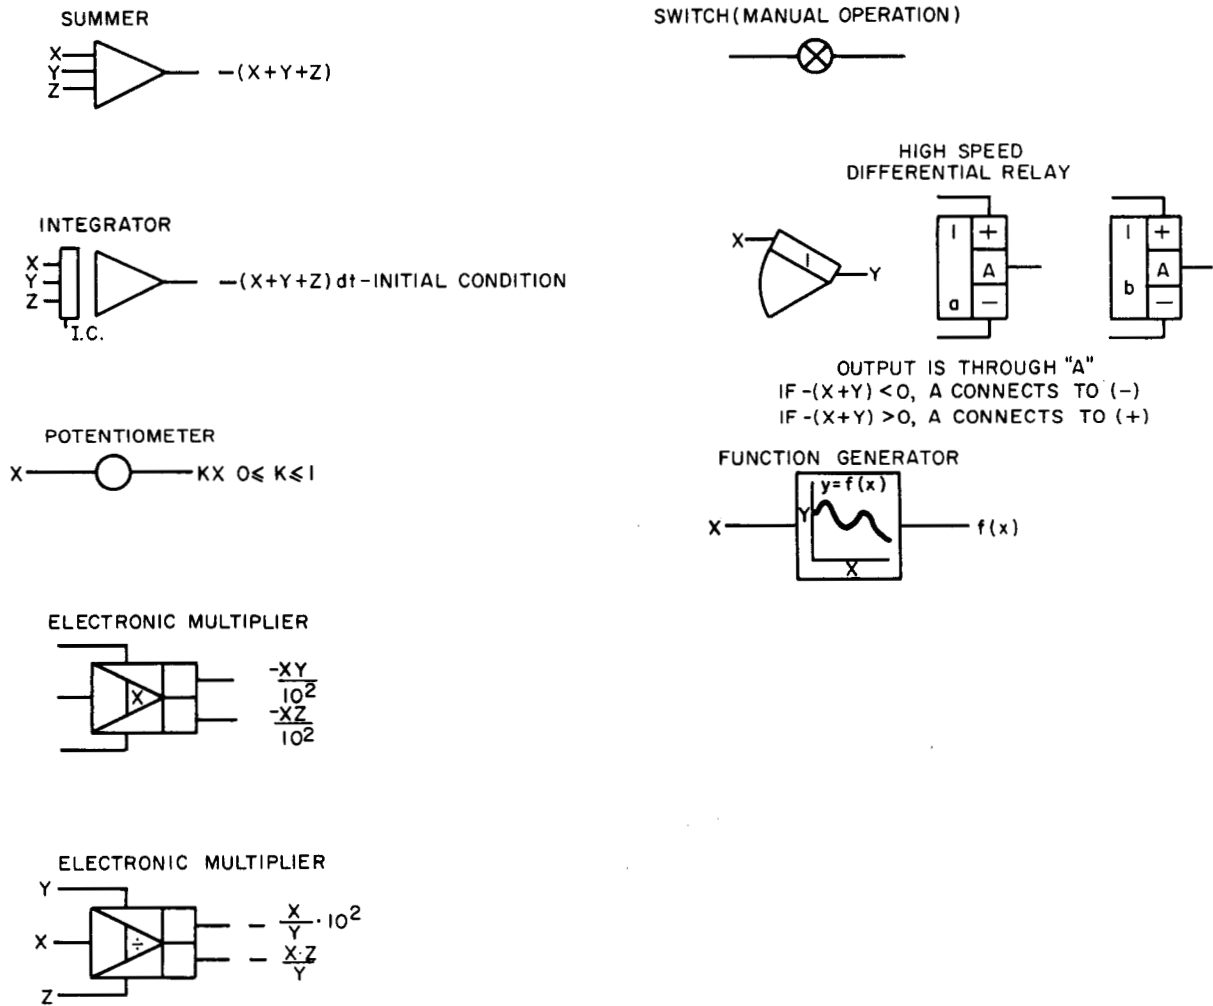 SUMMER
X
Y
Z
-(X+Y+Z)
INTEGRATOR
X
Y
Z
I.C.
-(X+Y+Z) dt-INITIAL CONDITION
POTENTIOMETER
X
KX 0≤ K≤1
ELECTRONIC MULTIPLIER
X
-XY
10²
-XZ
10²
ELECTRONIC MULTIPLIER
Y
X
Z
÷
- X/Y · 10²
- X·Z/Y
SWITCH (MANUAL OPERATION)
HIGH SPEED
DIFFERENTIAL RELAY
X
I
Y
I +
A
a -
I +
A
b -
OUTPUT IS THROUGH "A"
IF -(X+Y) <0, A CONNECTS TO (-)
IF -(X+Y) >0, A CONNECTS TO (+)
FUNCTION GENERATOR
y=f(x)
Y
X
X
f(x)